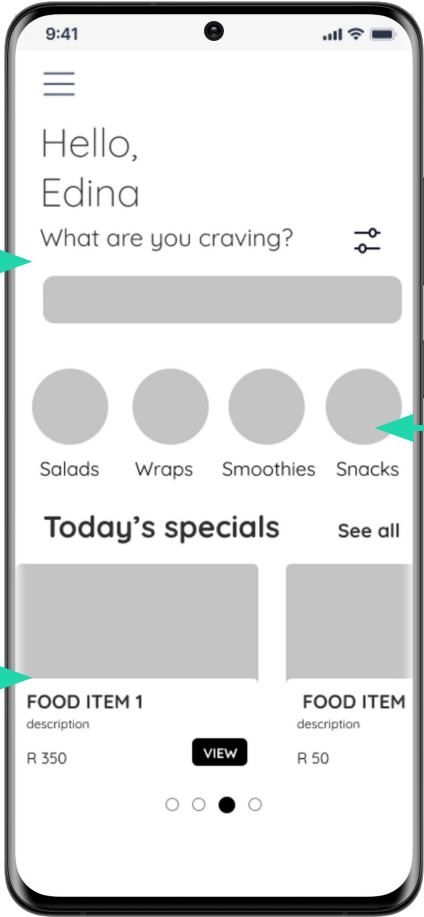 9:41
Hello,
Edina
What are you craving?
Salads Wraps Smoothies Snacks
Today's specials See all
FOOD ITEM 1 FOOD ITEM
description description
R 350 VIEW R 50